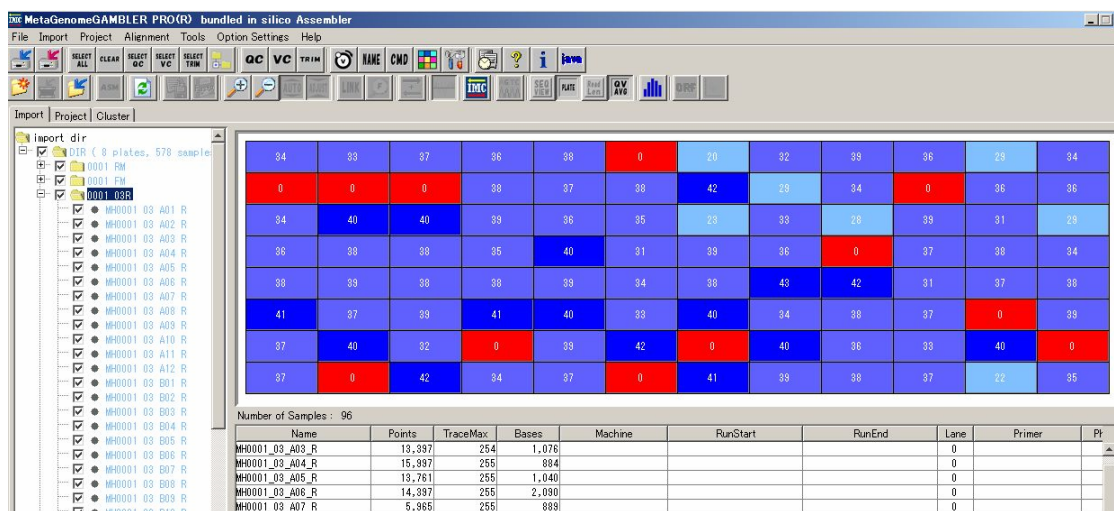 IMC MetaGenomeGAMBLER PRO(R) bundled in silico Assembler
File Import Project Alignment Tools Option Settings Help
SELECT ALL CLEAR SELECT QC SELECT VC SELECT TRIM QC VC TRIM NAME CMD ? i java
ASM AUTO ADJUST LINK F IMC SEQ VIEW PLATE Read Len QV AVG ORF
Import Project Cluster
import dir
DIR ( 8 plates, 578 sample
0001 RM
0001 FM
0001 03R
MH0001 03 A01 R
MH0001 03 A02 R
MH0001 03 A03 R
MH0001 03 A04 R
MH0001 03 A05 R
MH0001 03 A06 R
MH0001 03 A07 R
MH0001 03 A08 R
MH0001 03 A09 R
MH0001 03 A10 R
MH0001 03 A11 R
MH0001 03 A12 R
MH0001 03 B01 R
MH0001 03 B02 R
MH0001 03 B03 R
MH0001 03 B04 R
MH0001 03 B05 R
MH0001 03 B06 R
MH0001 03 B07 R
MH0001 03 B08 R
MH0001 03 B09 R
34 33 37 36 38 0 20 32 39 36 29 34
0 0 0 38 37 38 42 29 34 0 36 36
34 40 40 39 36 35 23 33 28 39 31 29
36 38 38 35 40 31 39 36 0 37 38 34
38 39 38 38 39 34 38 43 42 31 37 38
41 37 39 41 40 33 40 34 38 37 0 39
37 40 32 0 39 42 0 40 36 33 40 0
37 0 42 34 37 0 41 39 38 37 22 35
Number of Samples : 96
Name Points TraceMax Bases Machine RunStart RunEnd Lane Primer
MH0001_03_A03_R 13,397 254 1,076 0
MH0001_03_A04_R 15,997 255 884 0
MH0001_03_A05_R 13,761 255 1,040 0
MH0001_03_A06_R 14,397 255 2,090 0
MH0001_03_A07_R 5,965 255 889 0